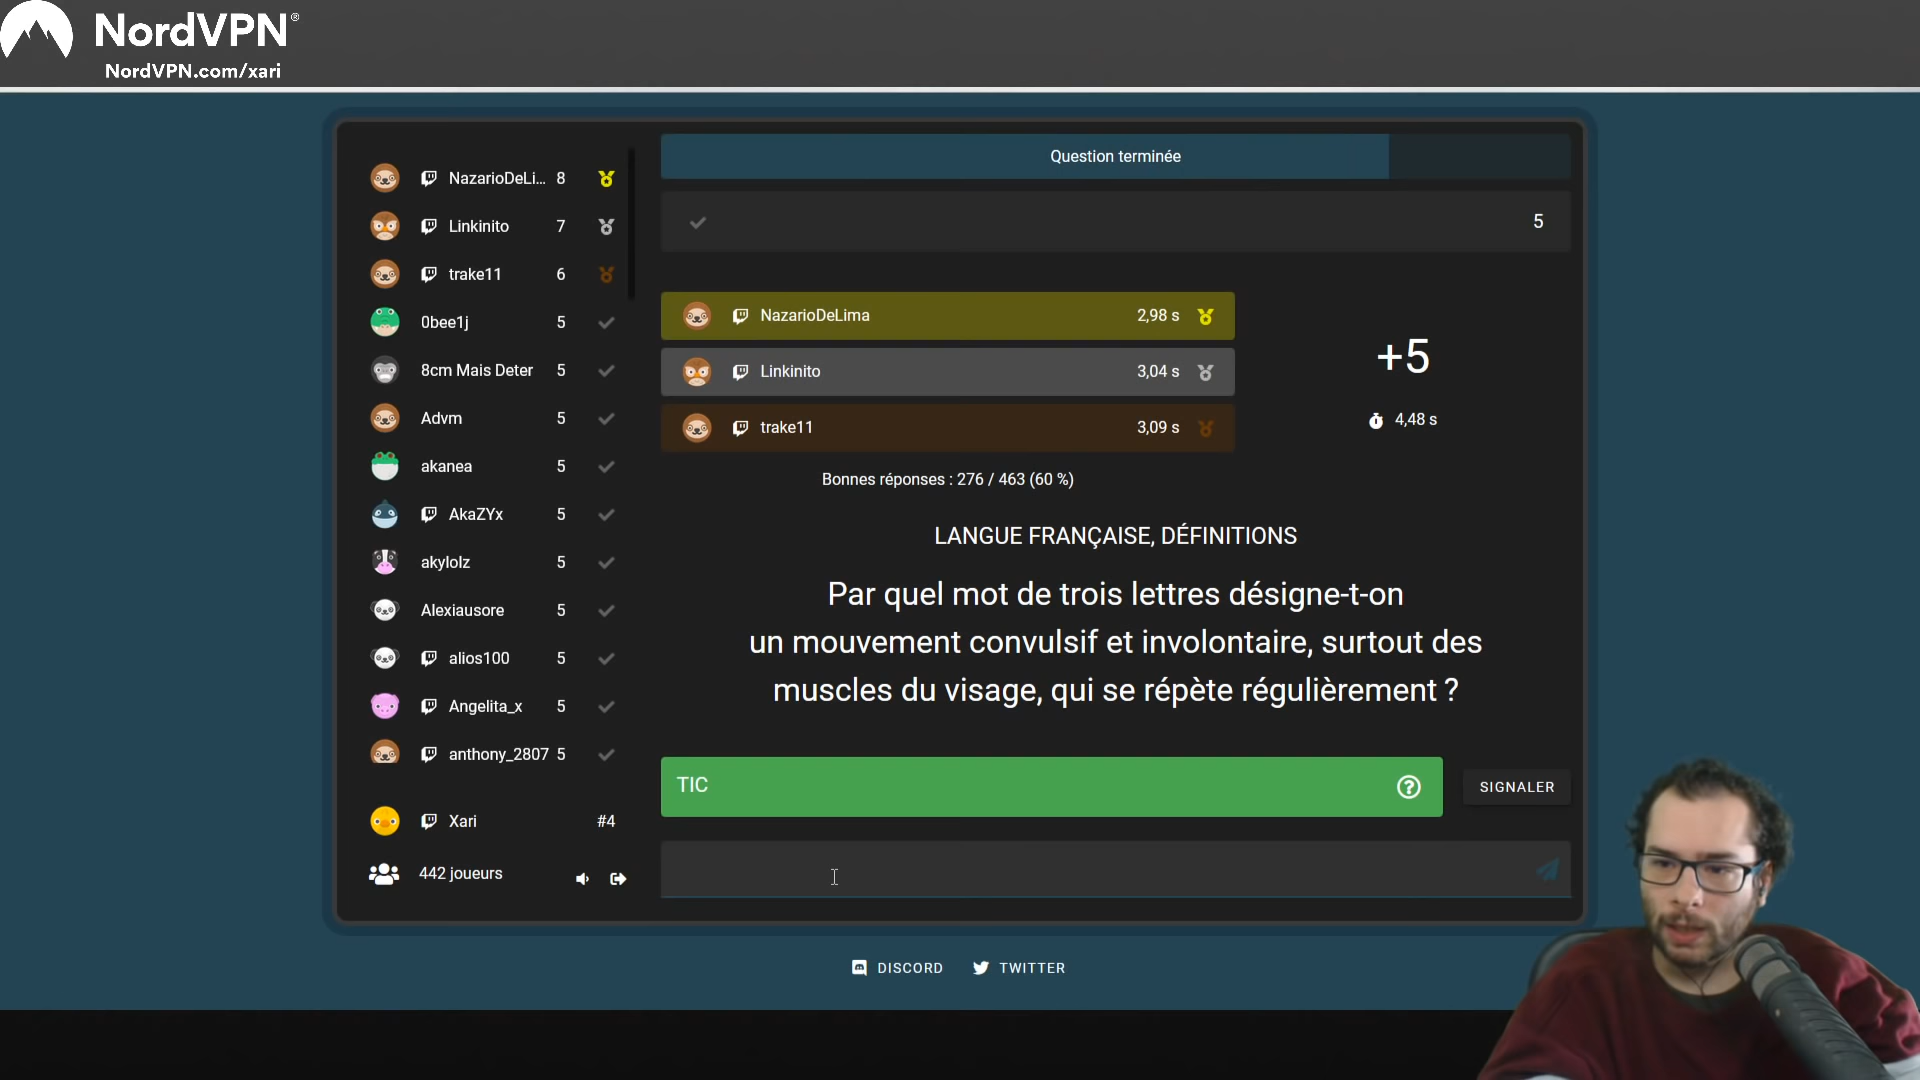 NordVPN®
NordVPN.com/xari
NazarioDeLi... 8
Linkinito 7
trake11 6
0bee1j 5
8cm Mais Deter 5
Advm 5
akanea 5
AkaZYx 5
akylolz 5
Alexiausore 5
alios100 5
Angelita_x 5
anthony_2807 5
Xari #4
442 joueurs
Question terminée
5
NazarioDeLima 2,98 s
Linkinito 3,04 s
trake11 3,09 s
+5
4,48 s
Bonnes réponses : 276 / 463 (60 %)
LANGUE FRANÇAISE, DÉFINITIONS
Par quel mot de trois lettres désigne-t-on
un mouvement convulsif et involontaire, surtout des
muscles du visage, qui se répète régulièrement ?
TIC
SIGNALER
DISCORD
TWITTER